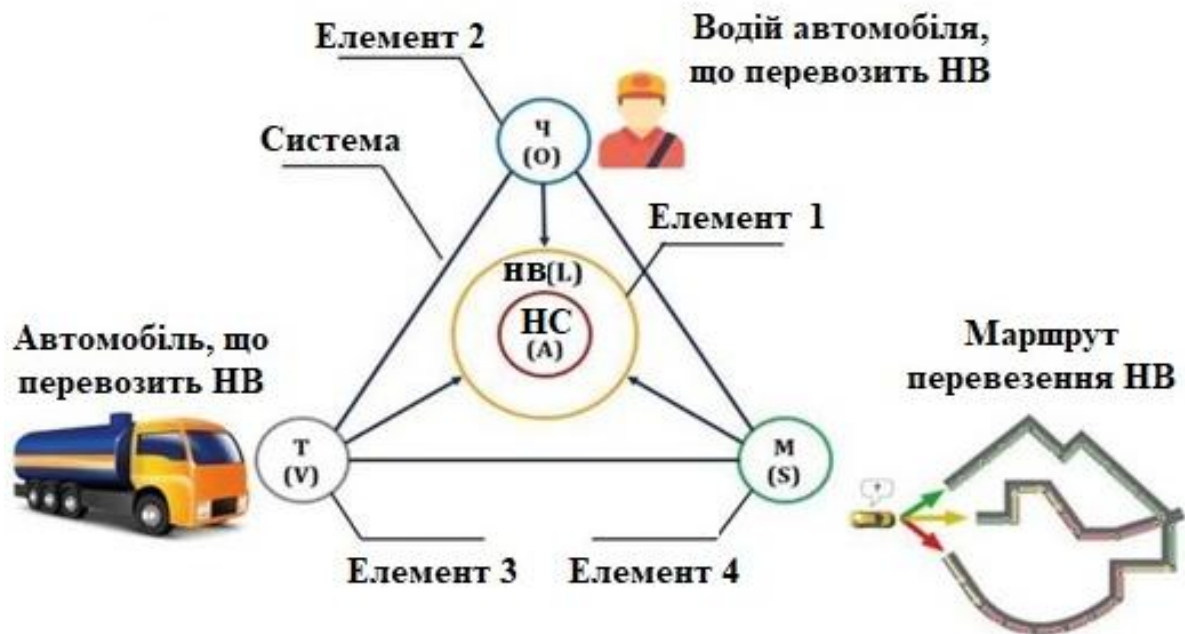 Елемент 2
Водій автомобіля,
що перевозить НВ
Ч
(O)
Система
Елемент 1
НВ(L)
НС
(A)
Автомобіль, що
перевозить НВ
Маршрут
перевезення НВ
Т
(V)
М
(S)
?
Елемент 3
Елемент 4